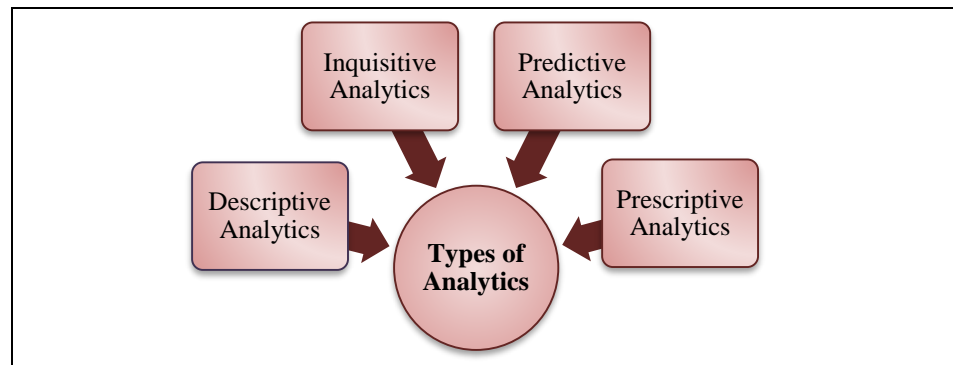 Inquisitive
Analytics
Predictive
Analytics
Descriptive
Analytics
Prescriptive
Analytics
Types of
Analytics